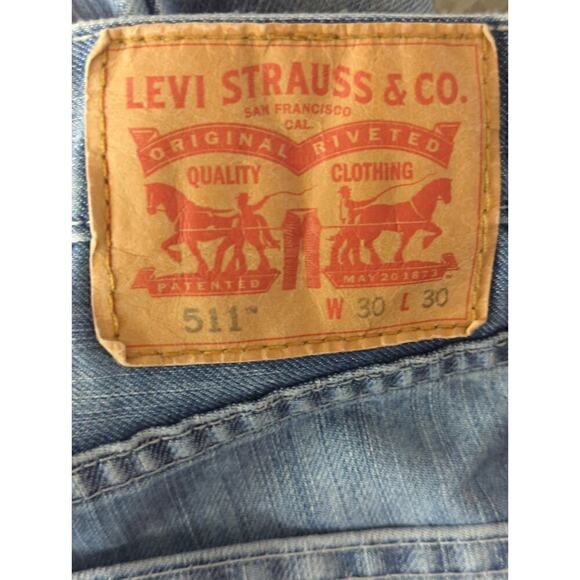 LEVI STRAUSS & CO.
SAN FRANCISCO
CAL.
ORIGINAL RIVETED
QUALITY CLOTHING
PATENTED MAY 20 1873
511™ W 30 L 30